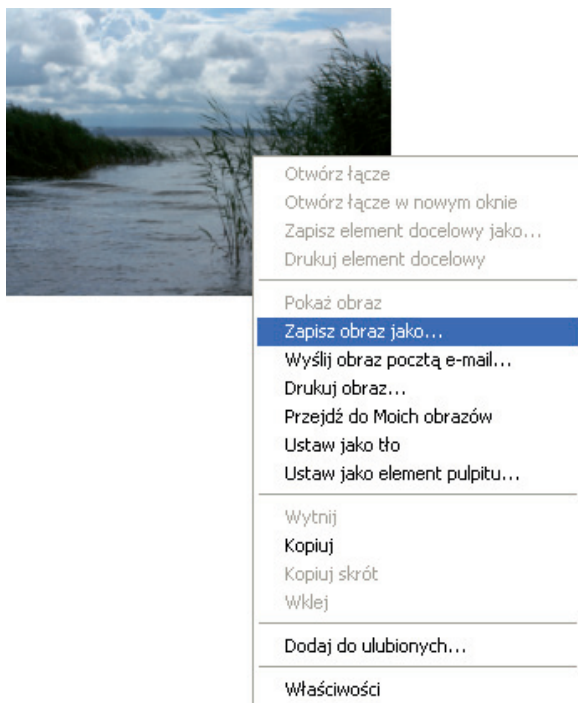 Otwórz łącze
Otwórz łącze w nowym oknie
Zapisz element docelowy jako...
Drukuj element docelowy
Pokaż obraz
Zapisz obraz jako...
Wyślij obraz pocztą e-mail...
Drukuj obraz...
Przejdź do Moich obrazów
Ustaw jako tło
Ustaw jako element pulpitu...
Wytnij
Kopiuj
Kopiuj skrót
Wklej
Dodaj do ulubionych...
Właściwości